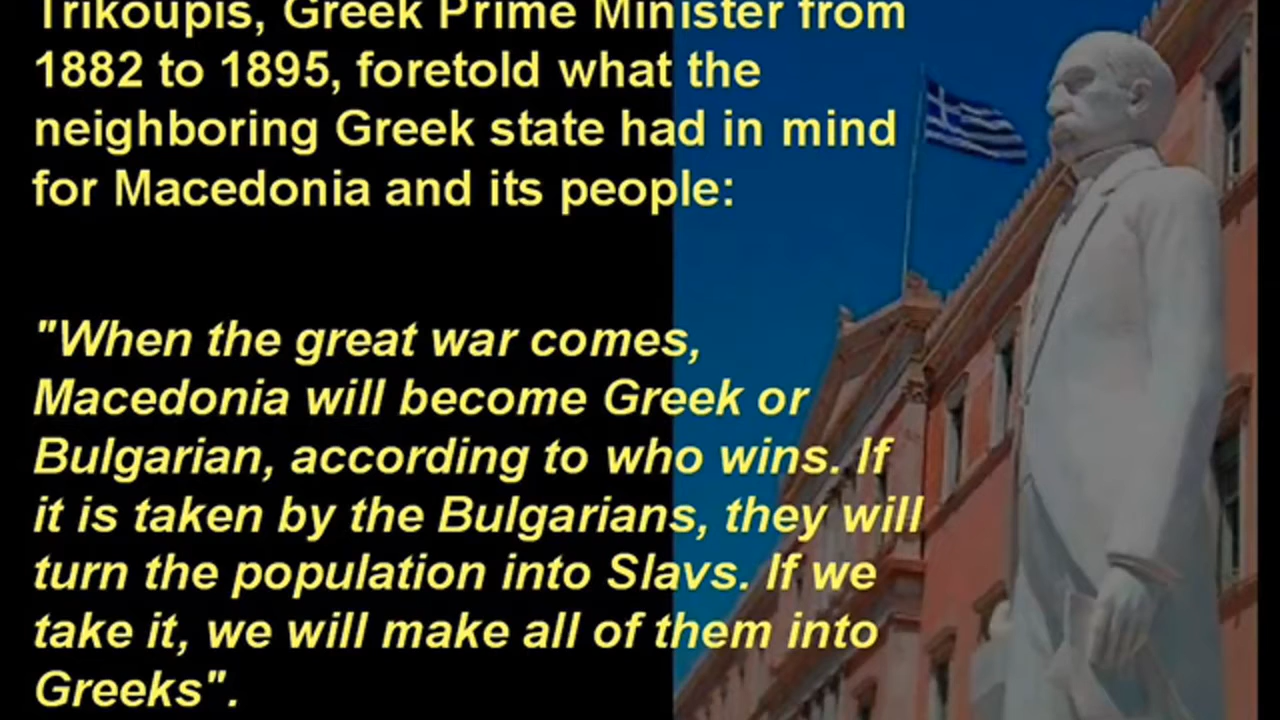 Trikoupis, Greek Prime Minister from
1882 to 1895, foretold what the
neighboring Greek state had in mind
for Macedonia and its people:
"When the great war comes,
Macedonia will become Greek or
Bulgarian, according to who wins. If
it is taken by the Bulgarians, they will
turn the population into Slavs. If we
take it, we will make all of them into
Greeks".